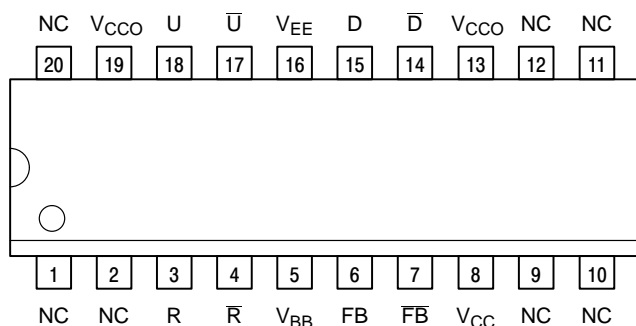 NC V_CCO U U̅ V_EE D D̅ V_CCO NC NC
20 19 18 17 16 15 14 13 12 11
1 2 3 4 5 6 7 8 9 10
NC NC R R̅ V_BB FB F̅B̅ V_CC NC NC